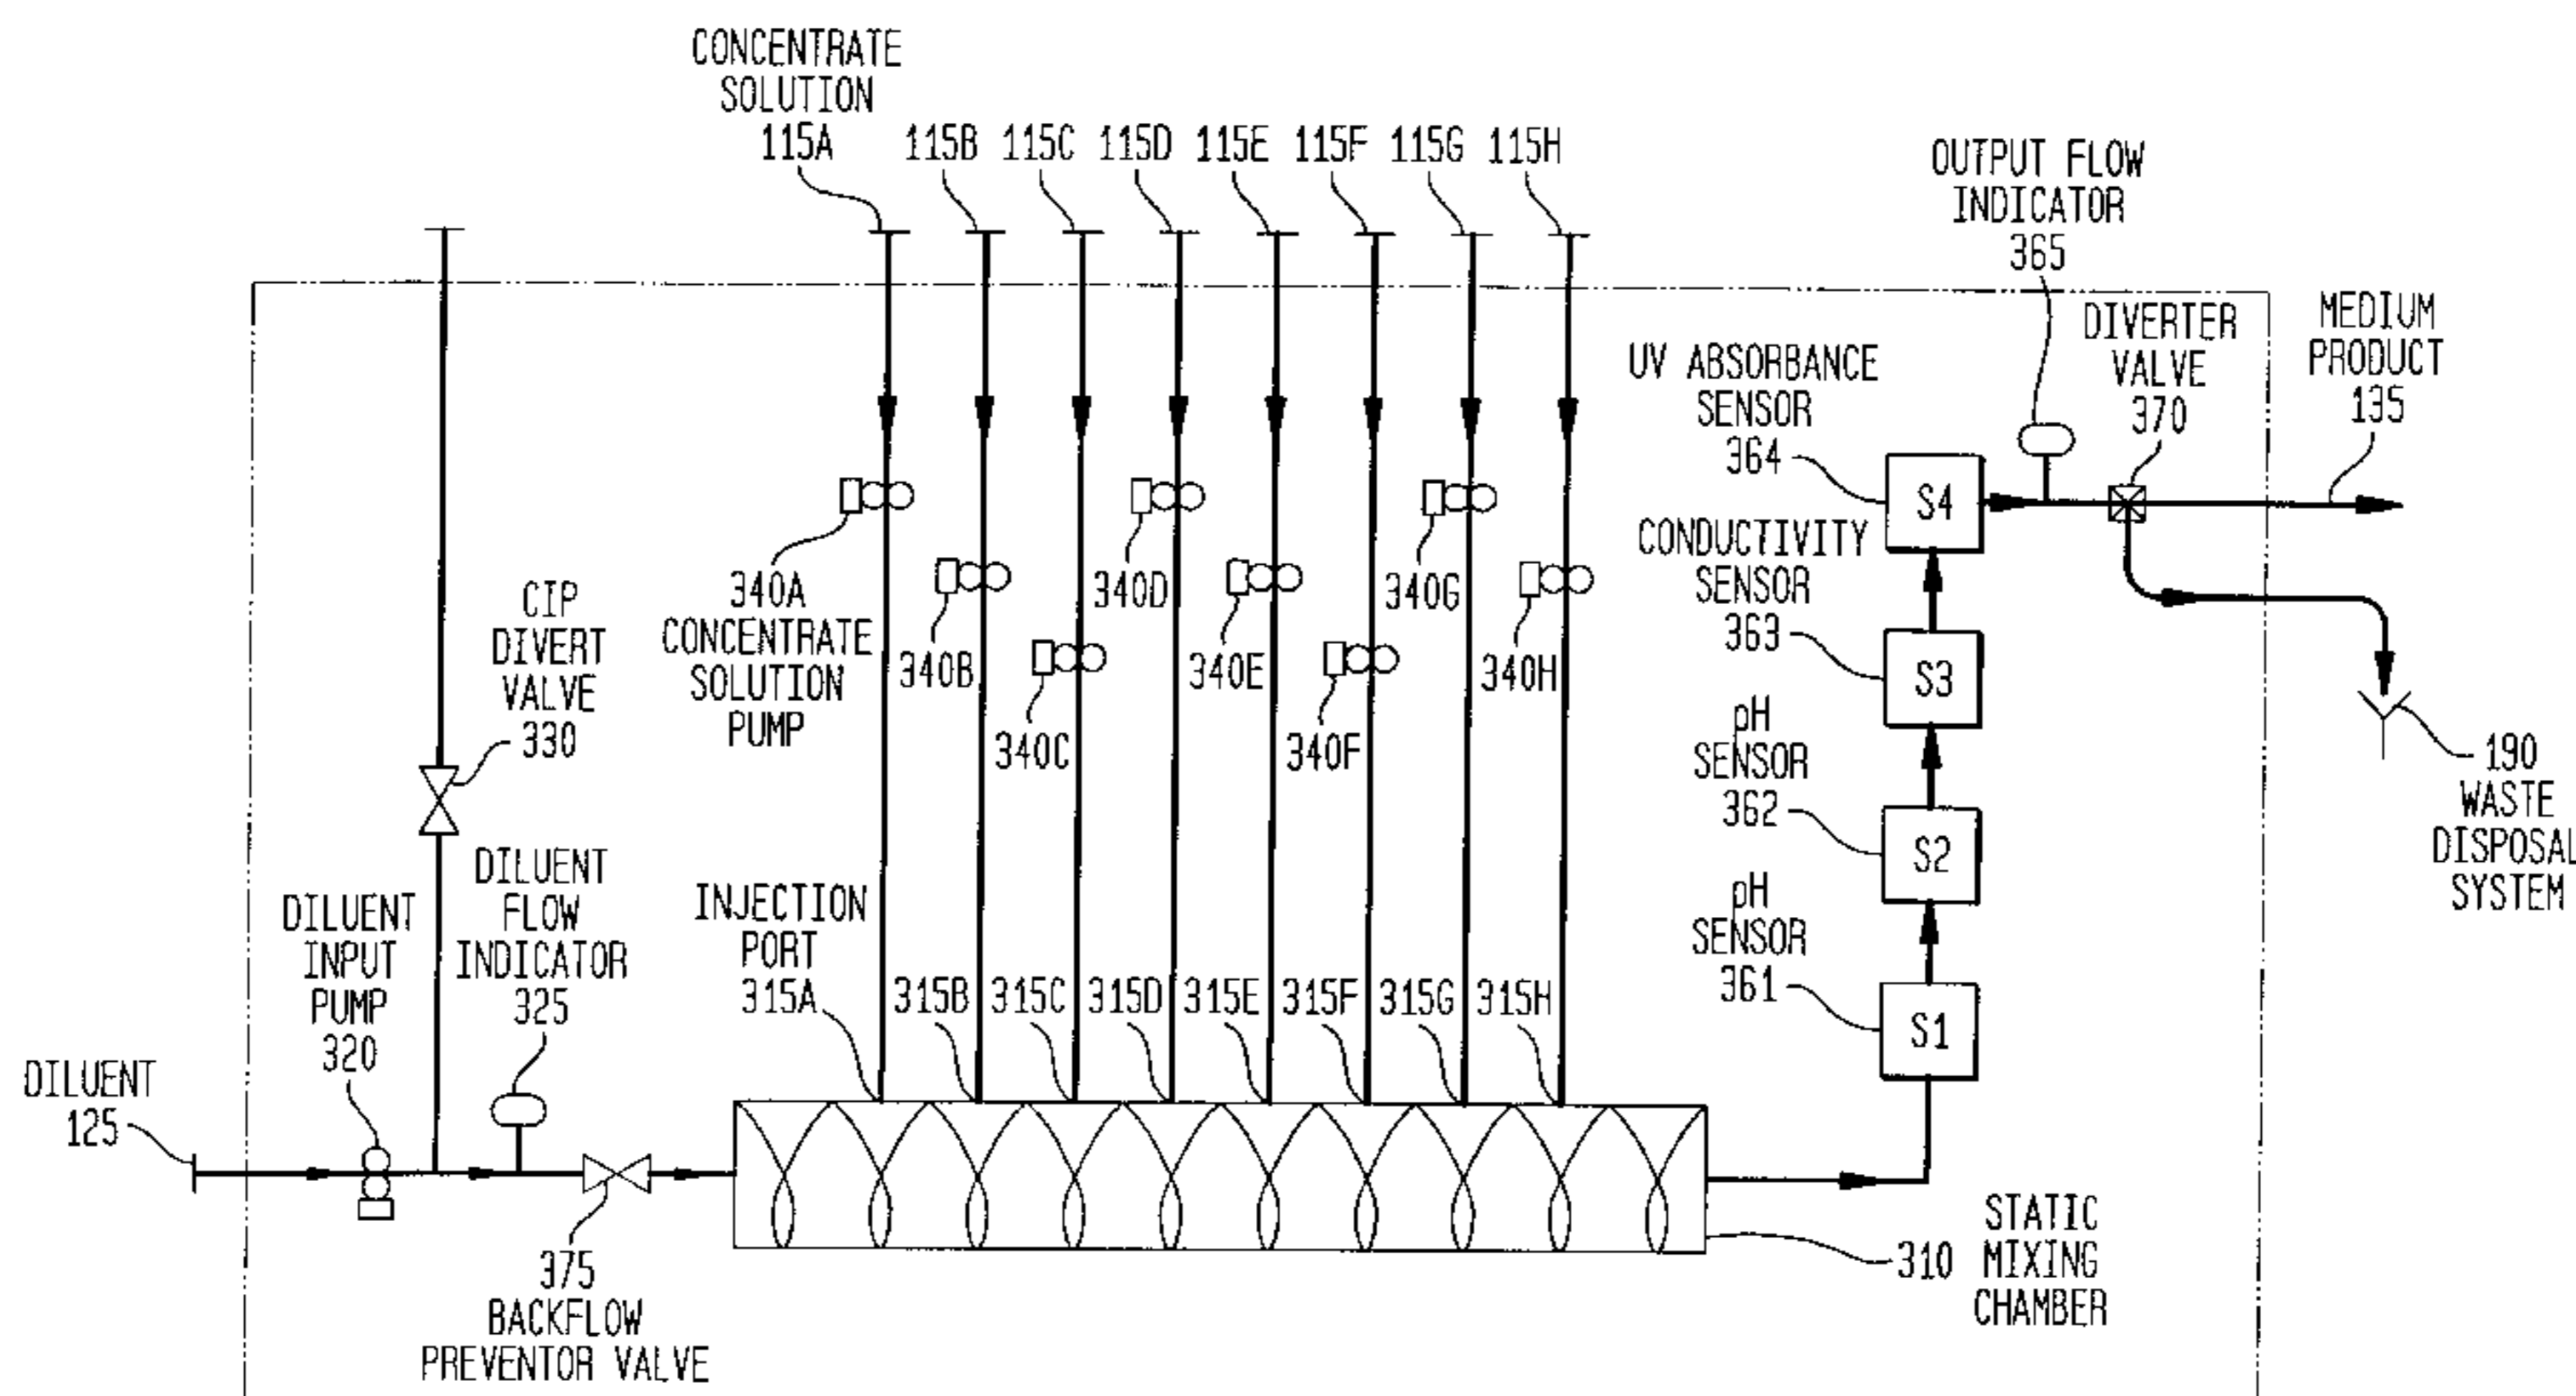 CONCENTRATE
SOLUTION
115A
115B
115C
115D
115E
115F
115G
115H
OUTPUT FLOW
INDICATOR
365
DIVERTER
VALVE
370
MEDIUM
PRODUCT
135
UV ABSORBANCE
SENSOR
364
S4
CONDUCTIVITY
SENSOR
363
S3
pH
SENSOR
362
S2
pH
SENSOR
361
S1
190
WASTE
DISPOSAL
SYSTEM
340A
CONCENTRATE
SOLUTION
PUMP
340B
340C
340D
340E
340F
340G
340H
CIP
DIVERT
VALVE
330
DILUENT
FLOW
INDICATOR
325
DILUENT
INPUT
PUMP
320
DILUENT
125
INJECTION
PORT
315A
315B
315C
315D
315E
315F
315G
315H
375
BACKFLOW
PREVENTOR VALVE
310
STATIC
MIXING
CHAMBER